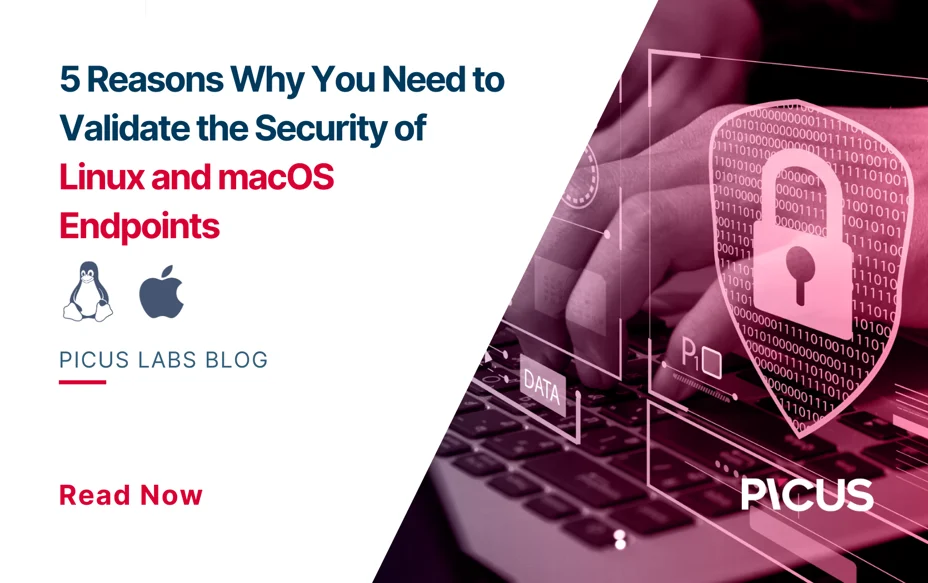 5 Reasons Why You Need to
Validate the Security of
Linux and macOS
Endpoints
PICUS LABS BLOG
Read Now
DATA
P1
PICUS